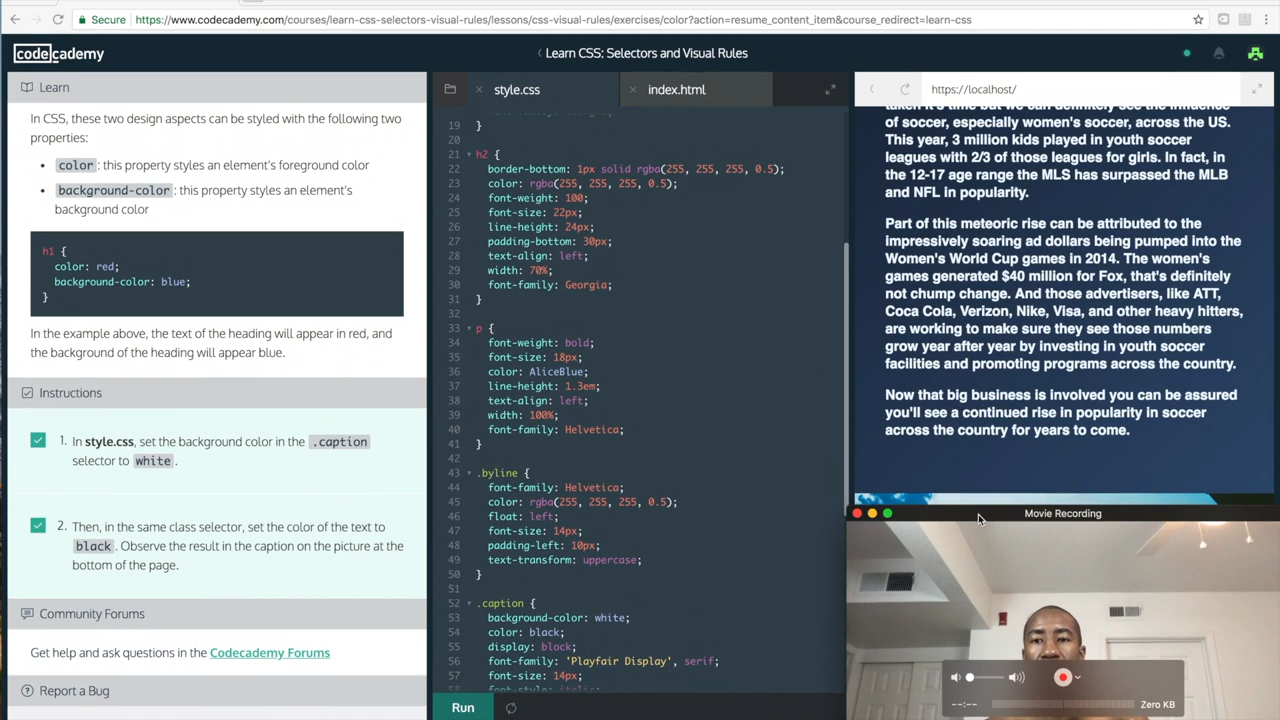 Secure
https://www.codecademy.com/courses/learn-css-selectors-visual-rules/lessons/css-visual-rules/exercises/color?action=resume_content_item&course_redirect=learn-css
codecademy
Learn CSS: Selectors and Visual Rules
Learn
In CSS, these two design aspects can be styled with the following two
properties:
• color : this property styles an element's foreground color
• background-color : this property styles an element's
background color
h1 {
color: red;
background-color: blue;
}
In the example above, the text of the heading will appear in red, and
the background of the heading will appear blue.
Instructions
1. In style.css, set the background color in the .caption
selector to white .
2. Then, in the same class selector, set the color of the text to
black . Observe the result in the caption on the picture at the
bottom of the page.
Community Forums
Get help and ask questions in the Codecademy Forums
Report a Bug
style.css
index.html
19 }
20
21 h2 {
22 border-bottom: 1px solid rgba(255, 255, 255, 0.5);
23 color: rgba(255, 255, 255, 0.5);
24 font-weight: 100;
25 font-size: 22px;
26 line-height: 24px;
27 padding-bottom: 30px;
28 text-align: left;
29 width: 70%;
30 font-family: Georgia;
31 }
32
33 p {
34 font-weight: bold;
35 font-size: 18px;
36 color: AliceBlue;
37 line-height: 1.3em;
38 text-align: left;
39 width: 100%;
40 font-family: Helvetica;
41 }
42
43 .byline {
44 font-family: Helvetica;
45 color: rgba(255, 255, 255, 0.5);
46 float: left;
47 font-size: 14px;
48 padding-left: 10px;
49 text-transform: uppercase;
50 }
51
52 .caption {
53 background-color: white;
54 color: black;
55 display: block;
56 font-family: 'Playfair Display', serif;
57 font-size: 14px;
58 font-style: italic;
Run
https://localhost/
taken it's time but we can definitely see the influence
of soccer, especially women's soccer, across the US.
This year, 3 million kids played in youth soccer
leagues with 2/3 of those leagues for girls. In fact, in
the 12-17 age range the MLS has surpassed the MLB
and NFL in popularity.
Part of this meteoric rise can be attributed to the
impressively soaring ad dollars being pumped into the
Women's World Cup games in 2014. The women's
games generated $40 million for Fox, that's definitely
not chump change. And those advertisers, like ATT,
Coca Cola, Verizon, Nike, Visa, and other heavy hitters,
are working to make sure they see those numbers
grow year after year by investing in youth soccer
facilities and promoting programs across the country.
Now that big business is involved you can be assured
you'll see a continued rise in popularity in soccer
across the country for years to come.
Movie Recording
--:--
Zero KB